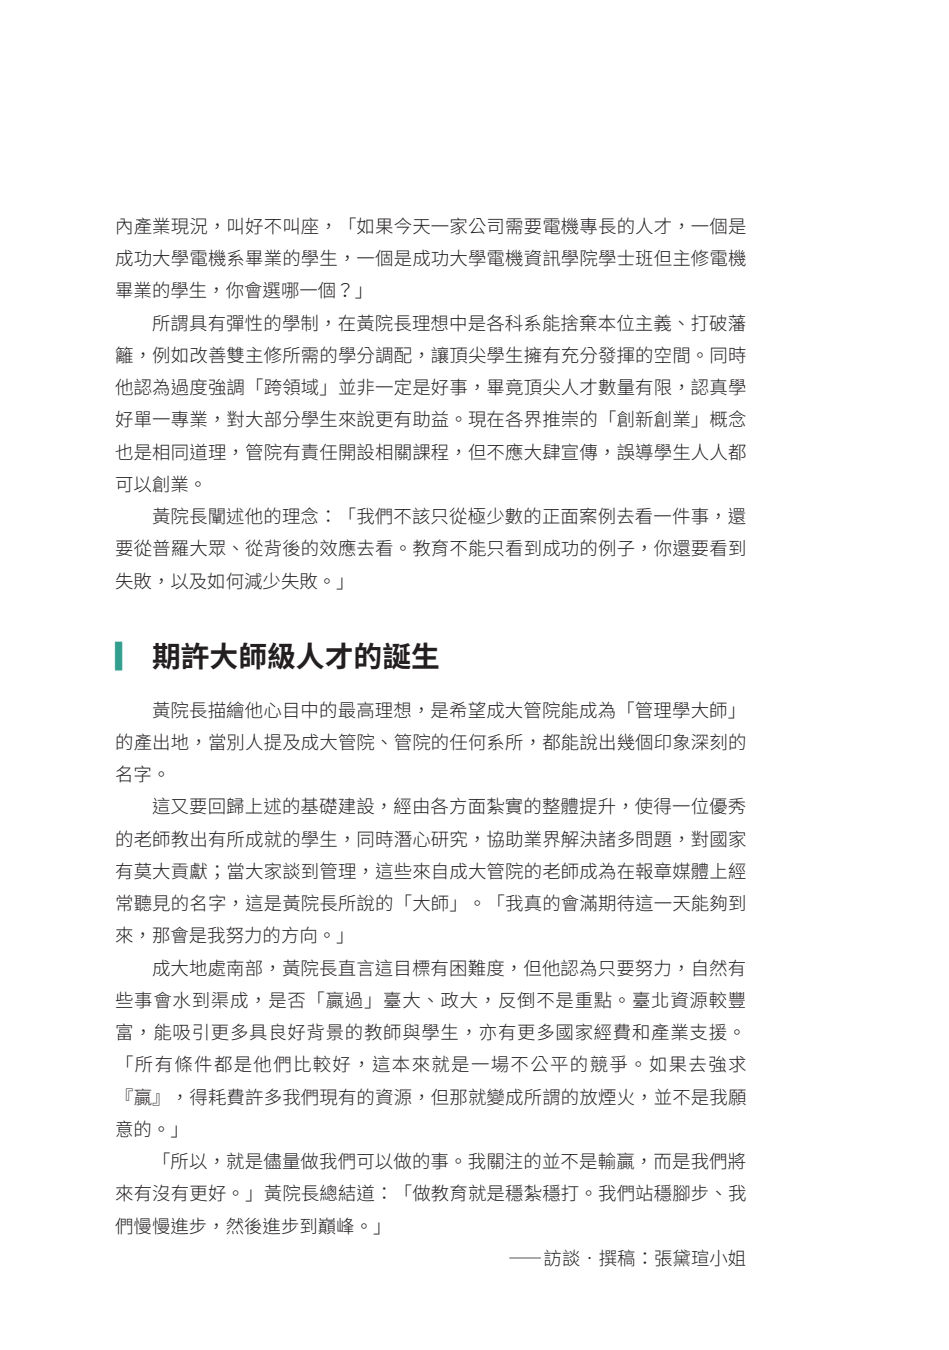 內產業現況，叫好不叫座，「如果今天一家公司需要電機專長的人才，一個是
成功大學電機系畢業的學生，一個是成功大學電機資訊學院學士班但主修電機
畢業的學生，你會選哪一個？」
所謂具有彈性的學制，在黃院長理想中是各科系能捨棄本位主義、打破藩
籬，例如改善雙主修所需的學分調配，讓頂尖學生擁有充分發揮的空間。同時
他認為過度強調「跨領域」並非一定是好事，畢竟頂尖人才數量有限，認真學
好單一專業，對大部分學生來說更有助益。現在各界推崇的「創新創業」概念
也是相同道理，管院有責任開設相關課程，但不應大肆宣傳，誤導學生人人都
可以創業。
黃院長闡述他的理念：「我們不該只從極少數的正面案例去看一件事，還
要從普羅大眾、從背後的效應去看。教育不能只看到成功的例子，你還要看到
失敗，以及如何減少失敗。」
期許大師級人才的誕生
黃院長描繪他心目中的最高理想，是希望成大管院能成為「管理學大師」
的產出地，當別人提及成大管院、管院的任何系所，都能說出幾個印象深刻的
名字。
這又要回歸上述的基礎建設，經由各方面紮實的整體提升，使得一位優秀
的老師教出有所成就的學生，同時潛心研究，協助業界解決諸多問題，對國家
有莫大貢獻；當大家談到管理，這些來自成大管院的老師成為在報章媒體上經
常聽見的名字，這是黃院長所說的「大師」。「我真的會滿期待這一天能夠到
來，那會是我努力的方向。」
成大地處南部，黃院長直言這目標有困難度，但他認為只要努力，自然有
些事會水到渠成，是否「贏過」臺大、政大，反倒不是重點。臺北資源較豐
富，能吸引更多具良好背景的教師與學生，亦有更多國家經費和產業支援。
「所有條件都是他們比較好，這本來就是一場不公平的競爭。如果去強求
『贏』，得耗費許多我們現有的資源，但那就變成所謂的放煙火，並不是我願
意的。」
「所以，就是儘量做我們可以做的事。我關注的並不是輸贏，而是我們將
來有沒有更好。」黃院長總結道：「做教育就是穩紮穩打。我們站穩腳步、我
們慢慢進步，然後進步到巔峰。」
——訪談．撰稿：張黛瑄小姐